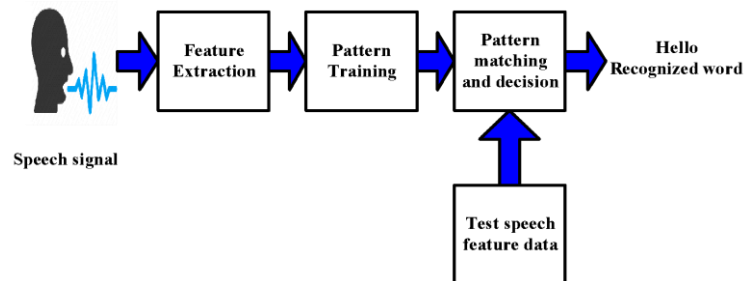 Speech signal
Feature
Extraction
Pattern
Training
Pattern
matching
and decision
Hello
Recognized word
Test speech
feature data